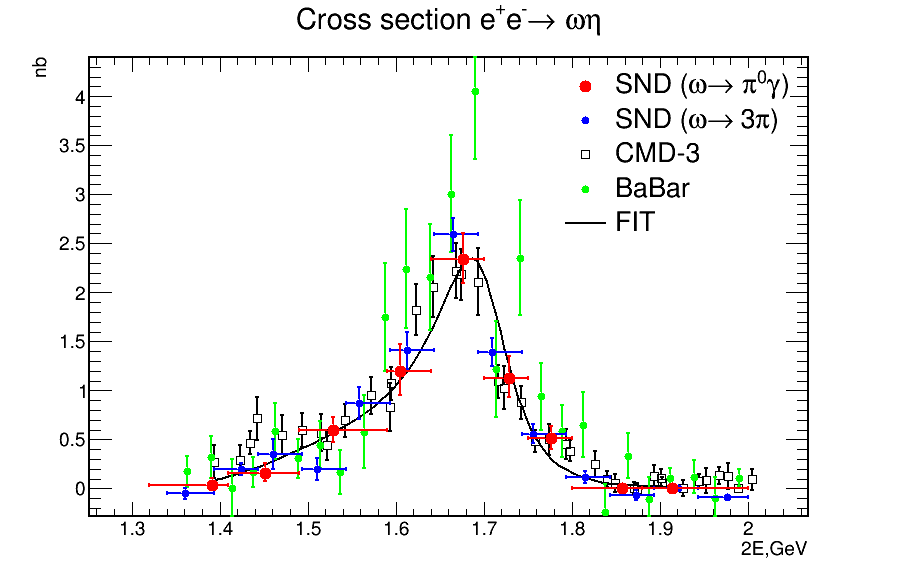 Cross section e⁺e⁻→ ωη
nb
SND (ω→ π⁰γ)
SND (ω→ 3π)
CMD-3
BaBar
FIT
4
3.5
3
2.5
2
1.5
1
0.5
0
1.3 1.4 1.5 1.6 1.7 1.8 1.9 2
2E,GeV